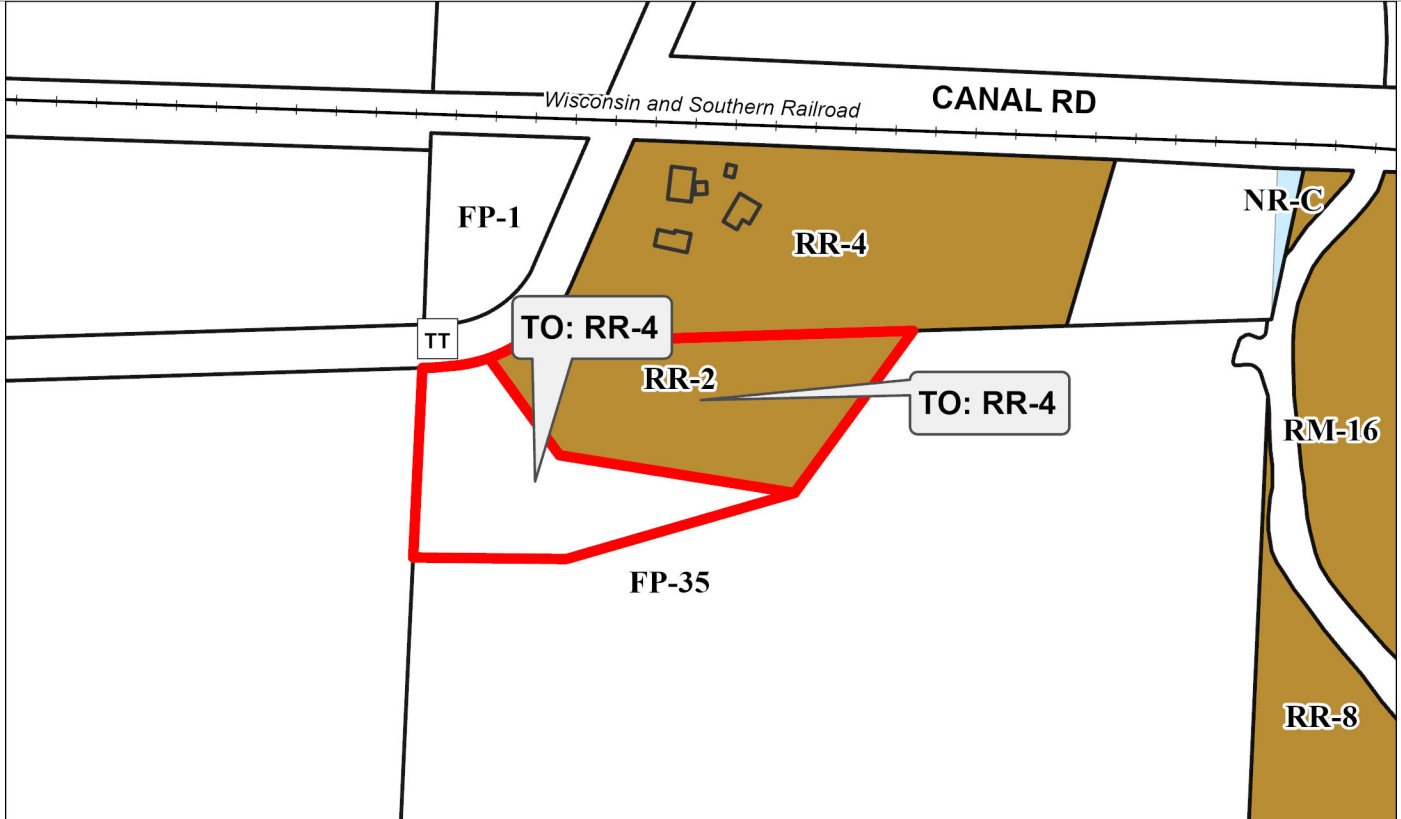 Wisconsin and Southern Railroad
CANAL RD
NR-C
FP-1
RR-4
TT
TO: RR-4
RR-2
TO: RR-4
RM-16
FP-35
RR-8